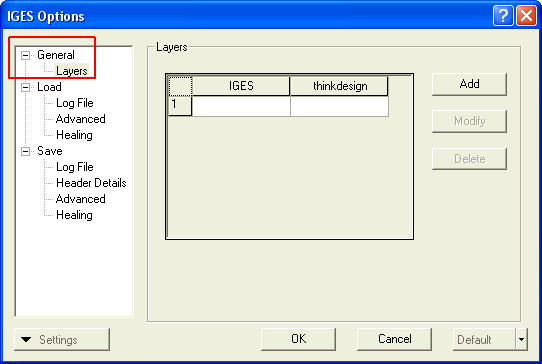 IGES Options
General
Layers
Load
Log File
Advanced
Healing
Save
Log File
Header Details
Advanced
Healing
Layers
IGES thinkdesign
1
Add
Modify
Delete
Settings
OK
Cancel
Default